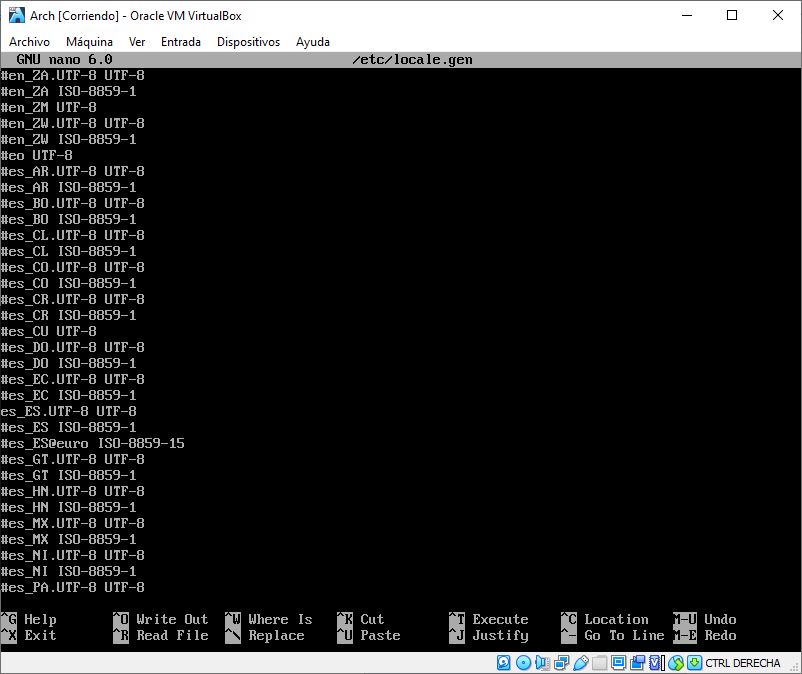 Arch [Corriendo] - Oracle VM VirtualBox
Archivo Máquina Ver Entrada Dispositivos Ayuda
GNU nano 6.0 /etc/locale.gen
#en_ZA.UTF-8 UTF-8
#en_ZA ISO-8859-1
#en_ZM UTF-8
#en_ZW.UTF-8 UTF-8
#en_ZW ISO-8859-1
#eo UTF-8
#es_AR.UTF-8 UTF-8
#es_AR ISO-8859-1
#es_BO.UTF-8 UTF-8
#es_BO ISO-8859-1
#es_CL.UTF-8 UTF-8
#es_CL ISO-8859-1
#es_CO.UTF-8 UTF-8
#es_CO ISO-8859-1
#es_CR.UTF-8 UTF-8
#es_CR ISO-8859-1
#es_CU UTF-8
#es_DO.UTF-8 UTF-8
#es_DO ISO-8859-1
#es_EC.UTF-8 UTF-8
#es_EC ISO-8859-1
es_ES.UTF-8 UTF-8
#es_ES ISO-8859-1
#es_ES@euro ISO-8859-15
#es_GT.UTF-8 UTF-8
#es_GT ISO-8859-1
#es_HN.UTF-8 UTF-8
#es_HN ISO-8859-1
#es_MX.UTF-8 UTF-8
#es_MX ISO-8859-1
#es_NI.UTF-8 UTF-8
#es_NI ISO-8859-1
#es_PA.UTF-8 UTF-8
^G Help ^O Write Out ^W Where Is ^K Cut ^T Execute ^C Location M-U Undo
^X Exit ^R Read File ^\ Replace ^U Paste ^J Justify ^- Go To Line M-E Redo
CTRL DERECHA